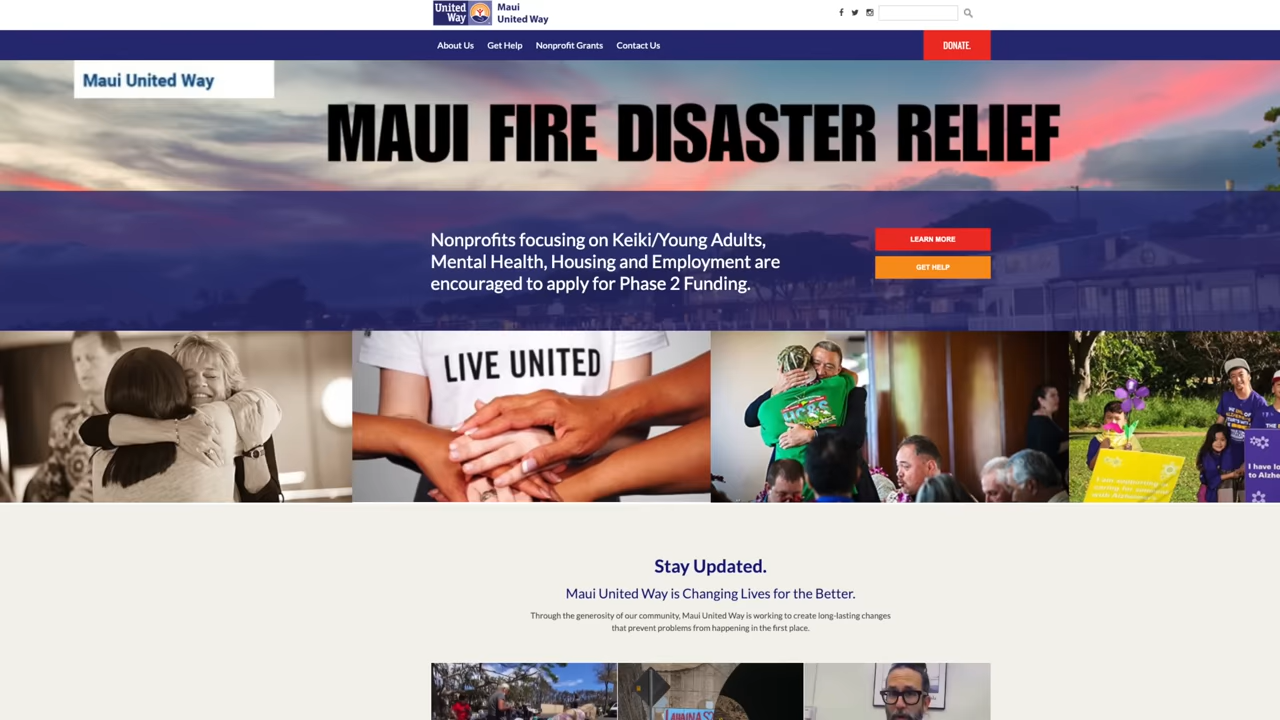 United
Way
Maui
United Way
About Us
Get Help
Nonprofit Grants
Contact Us
DONATE.
Maui United Way
MAUI FIRE DISASTER RELIEF
Nonprofits focusing on Keiki/Young Adults,
Mental Health, Housing and Employment are
encouraged to apply for Phase 2 Funding.
LEARN MORE
GET HELP
LIVE UNITED
I have lo
to Alzhe
Stay Updated.
Maui United Way is Changing Lives for the Better.
Through the generosity of our community, Maui United Way is working to create long-lasting changes
that prevent problems from happening in the first place.